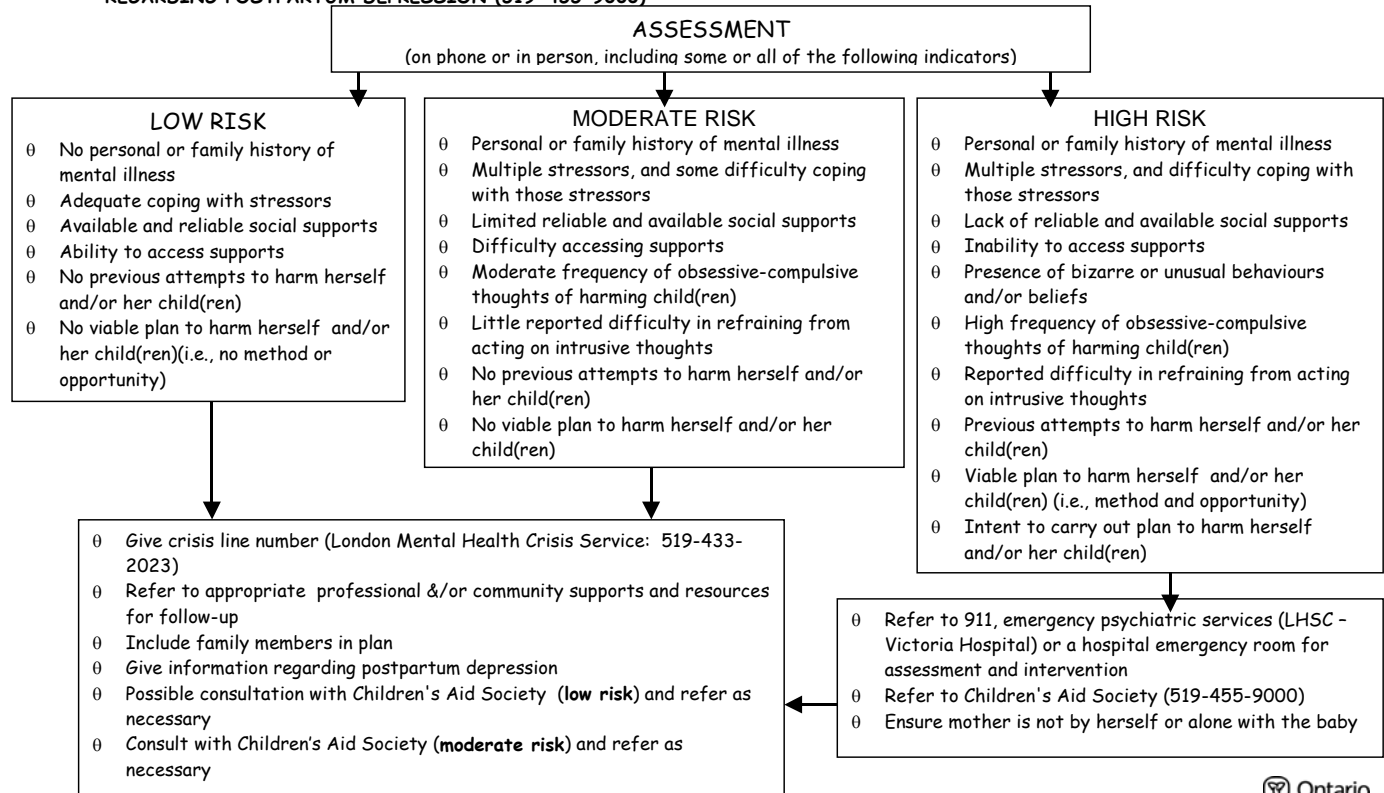 REGARDING POSTPARTUM DEPRESSION (519-455-9000)
ASSESSMENT
(on phone or in person, including some or all of the following indicators)
LOW RISK
θ No personal or family history of
mental illness
θ Adequate coping with stressors
θ Available and reliable social supports
θ Ability to access supports
θ No previous attempts to harm herself
and/or her child(ren)
θ No viable plan to harm herself and/or
her child(ren)(i.e., no method or
opportunity)
MODERATE RISK
θ Personal or family history of mental illness
θ Multiple stressors, and some difficulty coping
with those stressors
θ Limited reliable and available social supports
θ Difficulty accessing supports
θ Moderate frequency of obsessive-compulsive
thoughts of harming child(ren)
θ Little reported difficulty in refraining from
acting on intrusive thoughts
θ No previous attempts to harm herself and/or
her child(ren)
θ No viable plan to harm herself and/or her
child(ren)
HIGH RISK
θ Personal or family history of mental illness
θ Multiple stressors, and difficulty coping with
those stressors
θ Lack of reliable and available social supports
θ Inability to access supports
θ Presence of bizarre or unusual behaviours
and/or beliefs
θ High frequency of obsessive-compulsive
thoughts of harming child(ren)
θ Reported difficulty in refraining from acting
on intrusive thoughts
θ Previous attempts to harm herself and/or her
child(ren)
θ Viable plan to harm herself and/or her
child(ren) (i.e., method and opportunity)
θ Intent to carry out plan to harm herself
and/or her child(ren)
θ Give crisis line number (London Mental Health Crisis Service: 519-433-
2023)
θ Refer to appropriate professional &/or community supports and resources
for follow-up
θ Include family members in plan
θ Give information regarding postpartum depression
θ Possible consultation with Children's Aid Society (low risk) and refer as
necessary
θ Consult with Children's Aid Society (moderate risk) and refer as
necessary
θ Refer to 911, emergency psychiatric services (LHSC –
Victoria Hospital) or a hospital emergency room for
assessment and intervention
θ Refer to Children's Aid Society (519-455-9000)
θ Ensure mother is not by herself or alone with the baby
Ontario